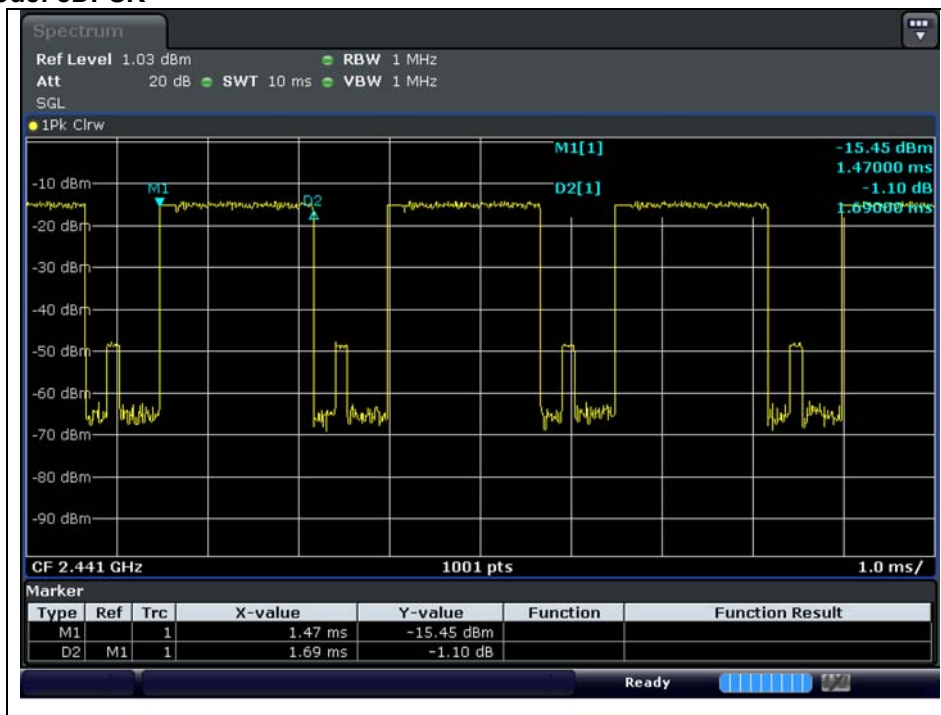 Spectrum
Ref Level 1.03 dBm RBW 1 MHz
Att 20 dB SWT 10 ms VBW 1 MHz
SGL
1Pk Clrw
M1[1] -15.45 dBm
1.47000 ms
D2[1] -1.10 dB
1.69000 ms
M1
D2
-10 dBm
-20 dBm
-30 dBm
-40 dBm
-50 dBm
-60 dBm
-70 dBm
-80 dBm
-90 dBm
CF 2.441 GHz 1001 pts 1.0 ms/
Marker
Type Ref Trc X-value Y-value Function Function Result
M1 1 1.47 ms -15.45 dBm
D2 M1 1 1.69 ms -1.10 dB
Ready